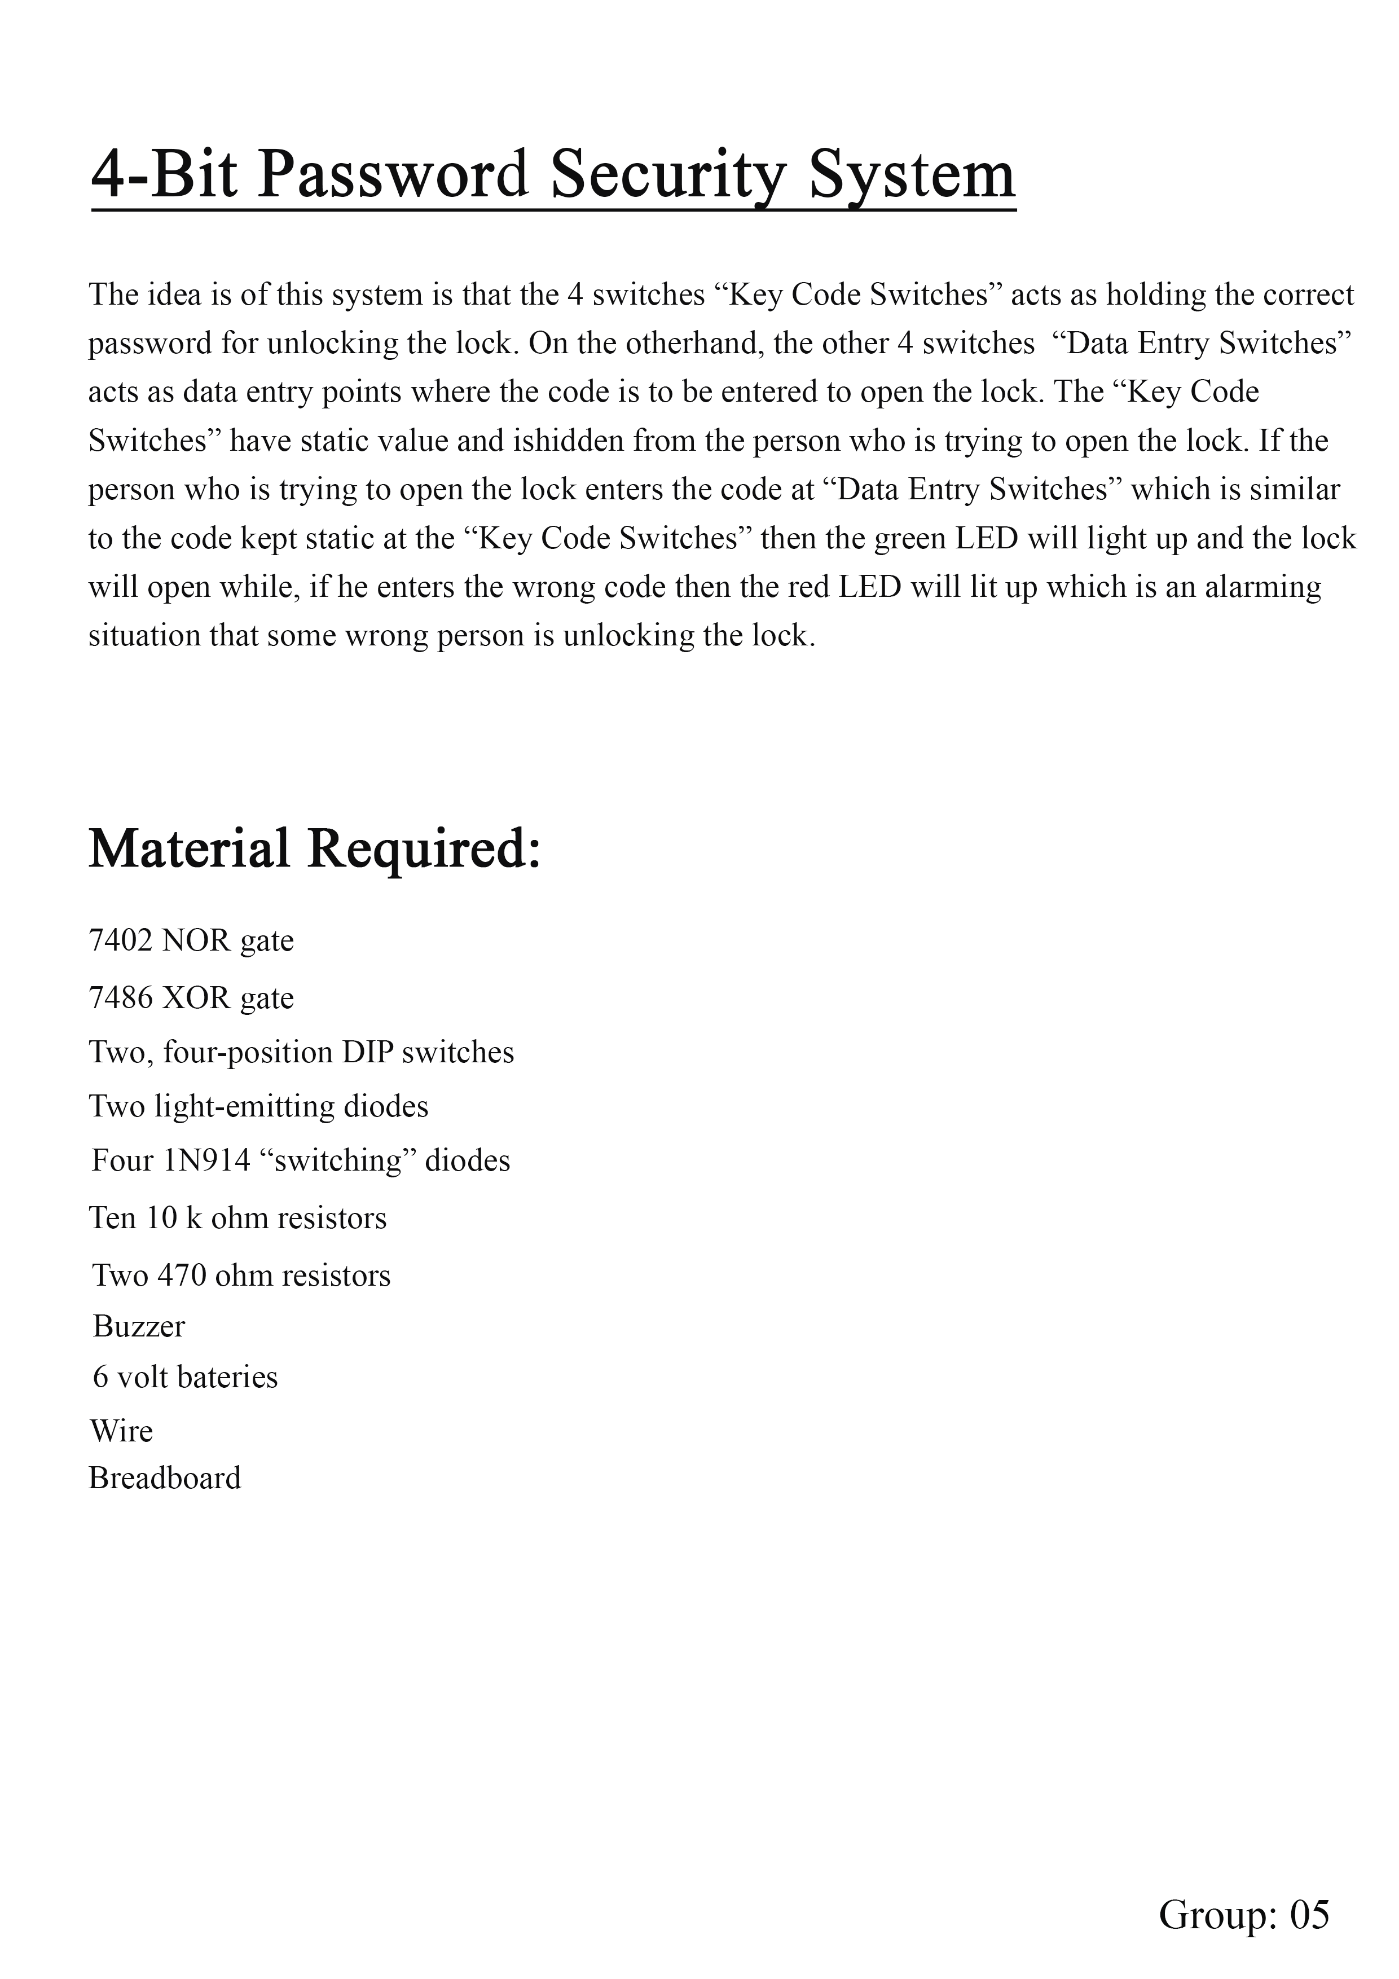 4-Bit Password Security System
The idea is of this system is that the 4 switches “Key Code Switches” acts as holding the correct
password for unlocking the lock. On the otherhand, the other 4 switches “Data Entry Switches”
acts as data entry points where the code is to be entered to open the lock. The “Key Code
Switches” have static value and ishidden from the person who is trying to open the lock. If the
person who is trying to open the lock enters the code at “Data Entry Switches” which is similar
to the code kept static at the “Key Code Switches” then the green LED will light up and the lock
will open while, if he enters the wrong code then the red LED will lit up which is an alarming
situation that some wrong person is unlocking the lock.
Material Required:
7402 NOR gate
7486 XOR gate
Two, four-position DIP switches
Two light-emitting diodes
Four 1N914 “switching” diodes
Ten 10 k ohm resistors
Two 470 ohm resistors
Buzzer
6 volt bateries
Wire
Breadboard
Group: 05